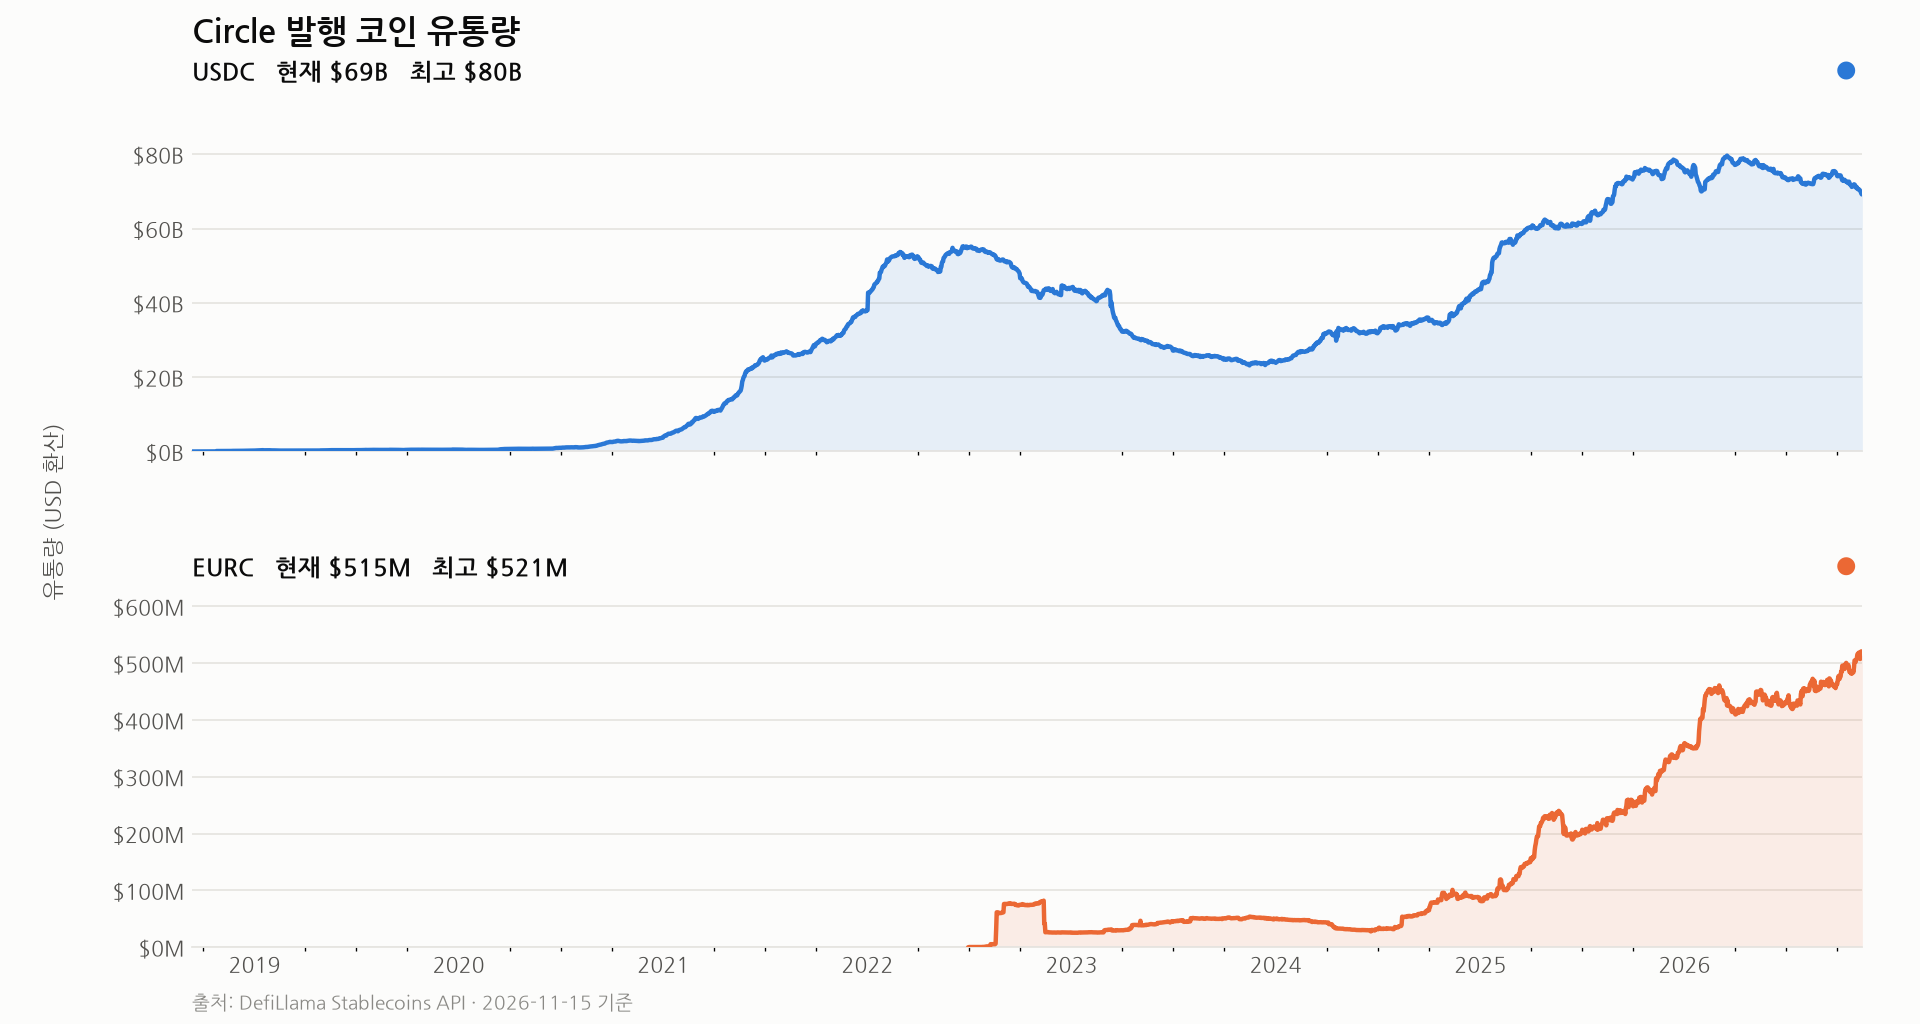 Circle 발행 코인 유통량
USDC 현재 $69B 최고 $80B
$80B
$60B
$40B
$20B
$0B
유통량 (USD 환산)
EURC 현재 $515M 최고 $521M
$600M
$500M
$400M
$300M
$200M
$100M
$0M
2019 2020 2021 2022 2023 2024 2025 2026
출처: DefiLlama Stablecoins API · 2026-11-15 기준